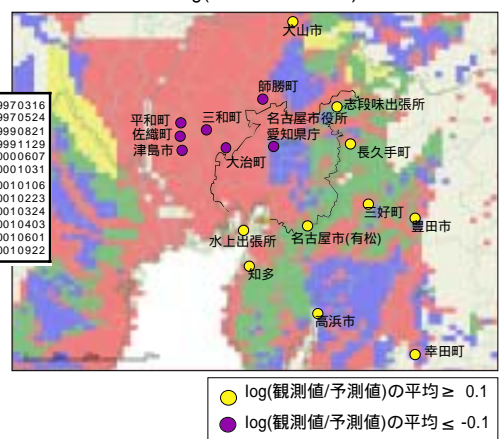 犬山市
師勝町
志段味出張所
三和町
名古屋市役所
平和町
愛知県庁
佐織町
津島市
大治町
長久手町
三好町
豊田市
水上出張所
名古屋市(有松)
知多
高浜市
幸田町
9970316
9970524
9990821
9991129
0000607
0001031
0010106
0010223
0010324
0010403
0010601
0010922
log(観測値/予測値)の平均≥ 0.1
log(観測値/予測値)の平均≤ -0.1